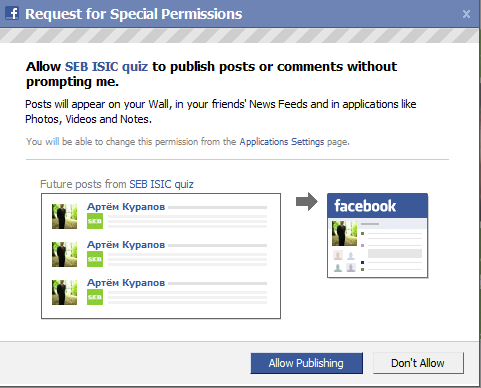 f Request for Special Permissions x
Allow SEB ISIC quiz to publish posts or comments without
prompting me.
Posts will appear on your Wall, in your friends' News Feeds and in applications like
Photos, Videos and Notes.
You will be able to change this permission from the Applications Settings page.
Future posts from SEB ISIC quiz
Артём Курапов
SEB
Артём Курапов
SEB
Артём Курапов
SEB
facebook
Allow Publishing Don't Allow